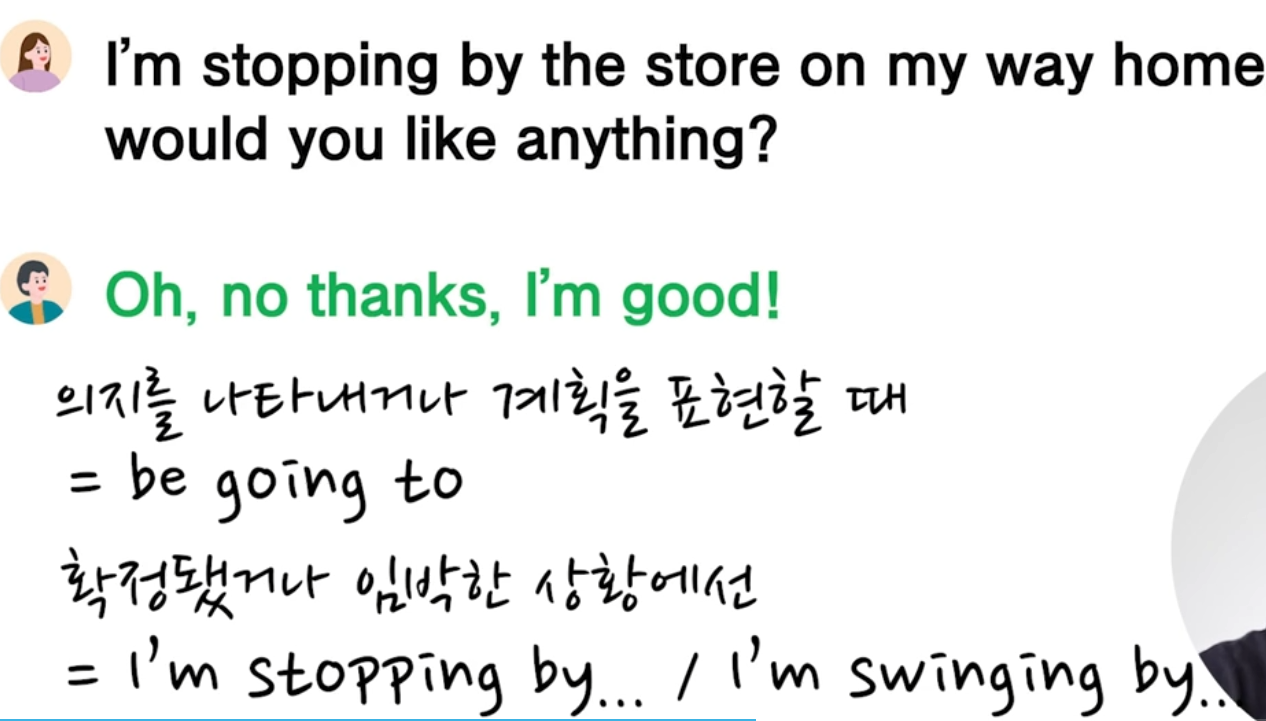 I'm stopping by the store on my way home
would you like anything?
Oh, no thanks, I'm good!
의지를 나타내거나 계획을 표현할 때
= be going to
확정됐거나 임박한 상황에선
= I'm stopping by... / I'm swinging by...